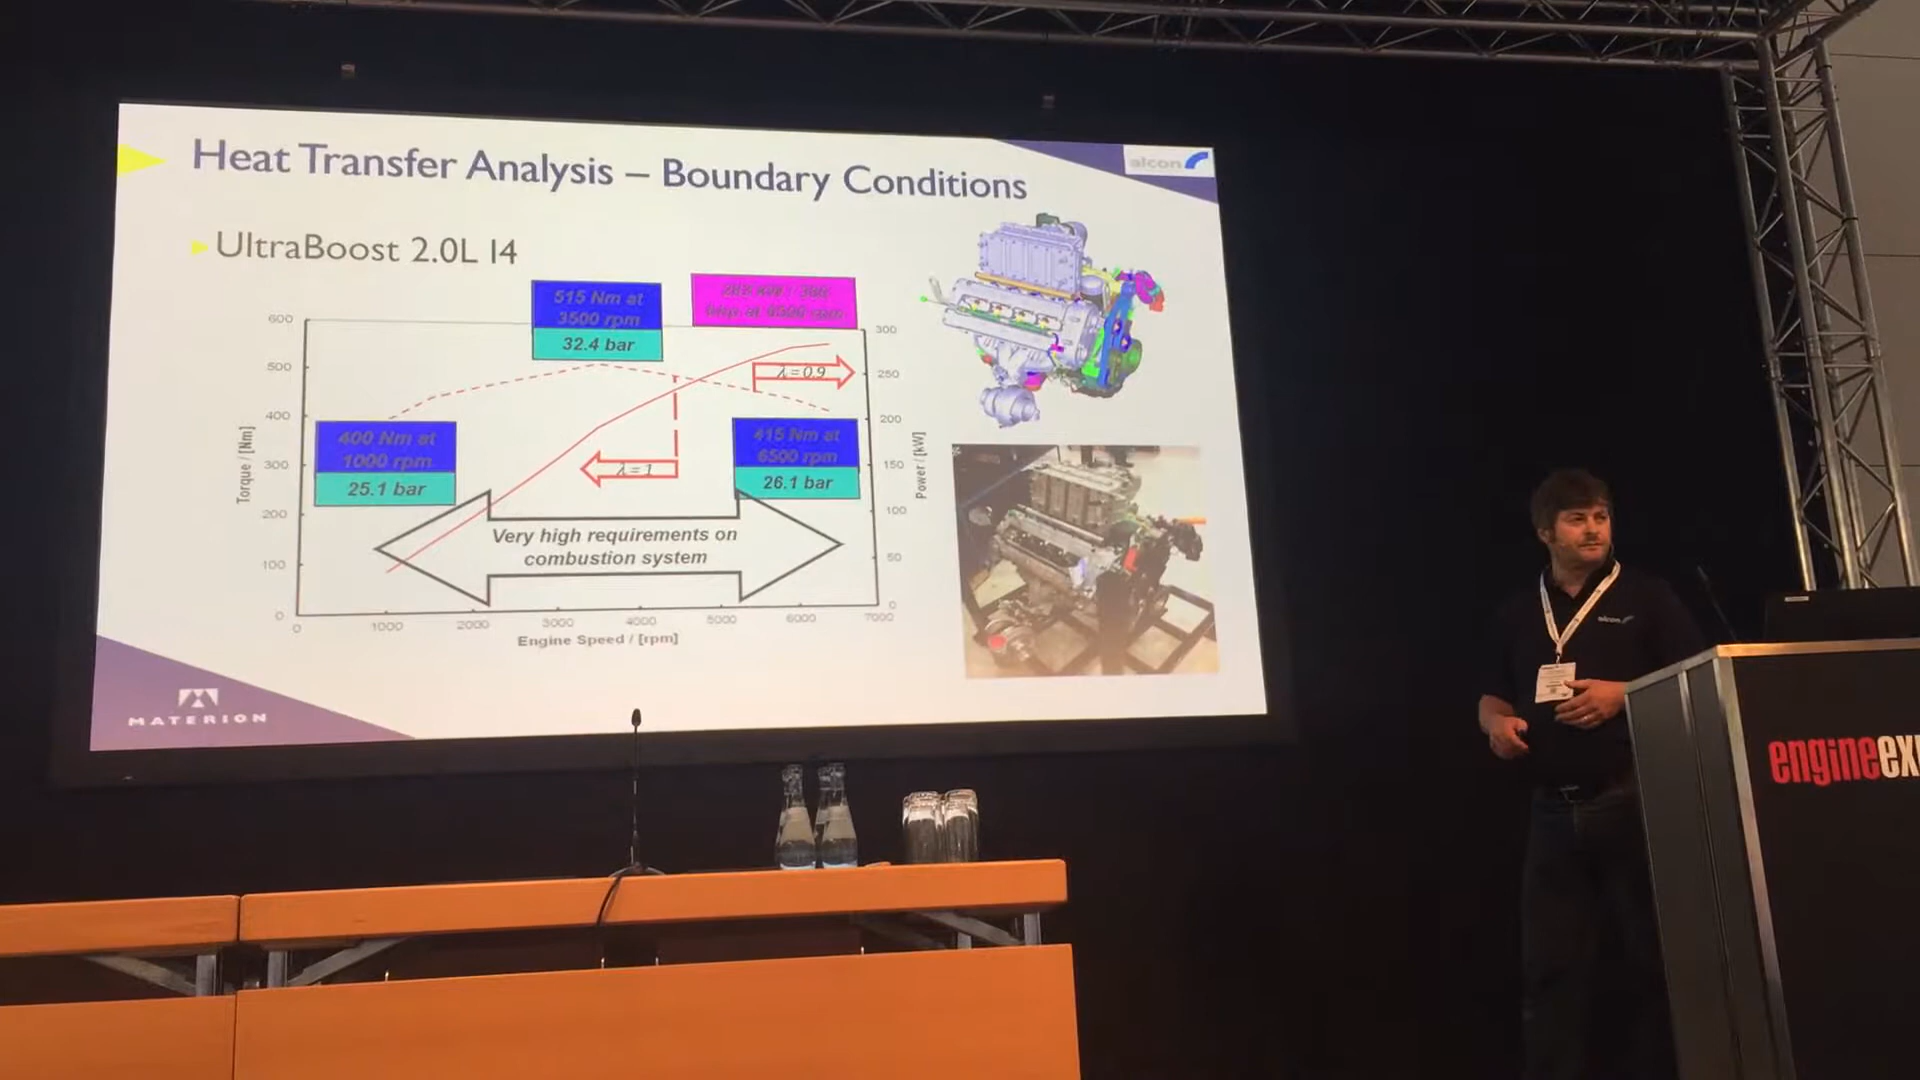 Heat Transfer Analysis – Boundary Conditions
alcon
UltraBoost 2.0L I4
515 Nm at
3500 rpm
32.4 bar
600
500
400
300
200
100
0
Torque / [Nm]
300
250
200
150
100
50
0
Power / [kW]
λ=0.9
λ=1
400 Nm at
1000 rpm
25.1 bar
415 Nm at
6500 rpm
26.1 bar
Very high requirements on
combustion system
0 1000 2000 3000 4000 5000 6000 7000
Engine Speed / [rpm]
MATERION
alcon
engine